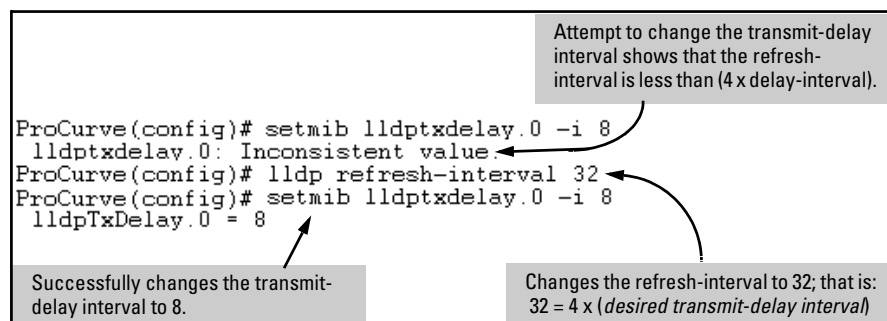 Attempt to change the transmit-delay
interval shows that the refresh-
interval is less than (4 x delay-interval).
ProCurve(config)# setmib lldptxdelay.0 -i 8
lldptxdelay.0: Inconsistent value.
ProCurve(config)# lldp refresh-interval 32
ProCurve(config)# setmib lldptxdelay.0 -i 8
lldpTxDelay.0 = 8
Successfully changes the transmit-
delay interval to 8.
Changes the refresh-interval to 32; that is:
32 = 4 x (desired transmit-delay interval)